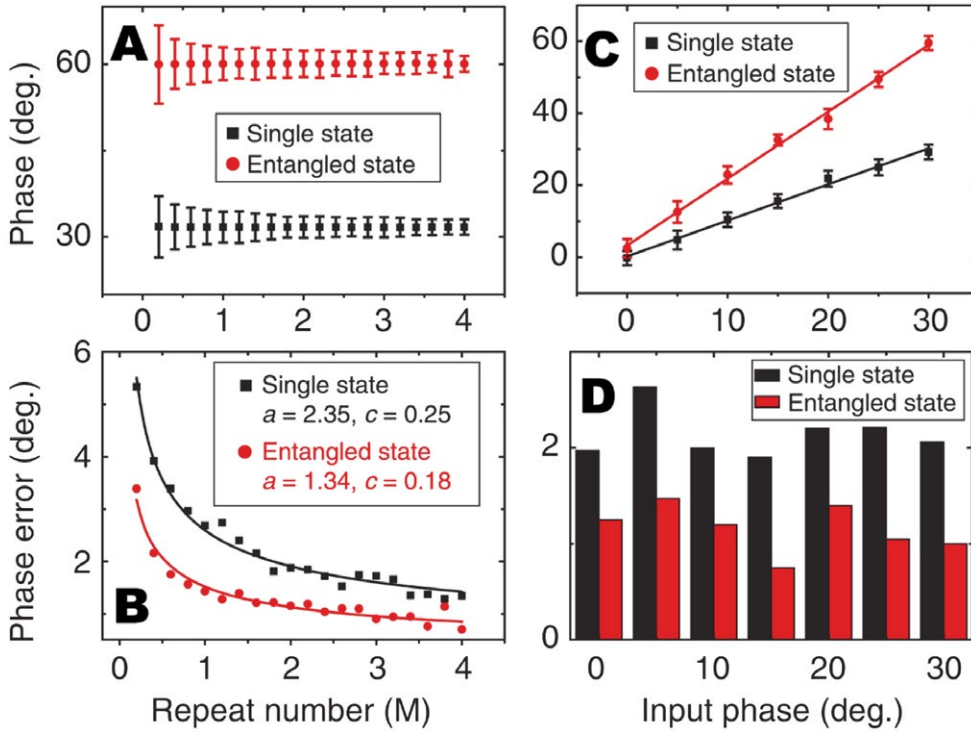 A
Phase (deg.)
60
30
Single state
Entangled state
0
1
2
3
4
C
Single state
Entangled state
60
40
20
0
0
10
20
30
B
Phase error (deg.)
6
4
2
Single state
a = 2.35, c = 0.25
Entangled state
a = 1.34, c = 0.18
0
1
2
3
4
Repeat number (M)
D
Single state
Entangled state
2
0
0
10
20
30
Input phase (deg.)